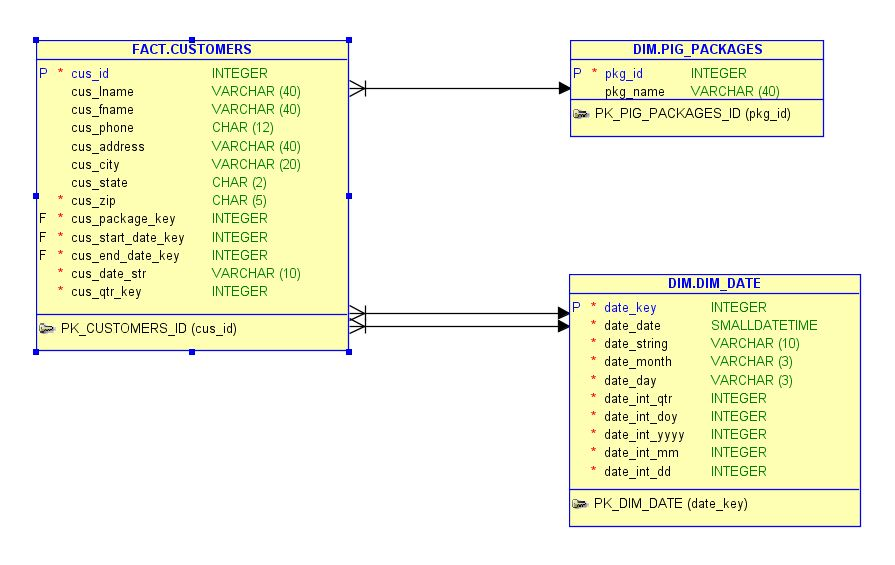 FACT.CUSTOMERS
P * cus_id INTEGER
cus_lname VARCHAR (40)
cus_fname VARCHAR (40)
cus_phone CHAR (12)
cus_address VARCHAR (40)
cus_city VARCHAR (20)
cus_state CHAR (2)
* cus_zip CHAR (5)
F * cus_package_key INTEGER
F * cus_start_date_key INTEGER
F * cus_end_date_key INTEGER
* cus_date_str VARCHAR (10)
* cus_qtr_key INTEGER
PK_CUSTOMERS_ID (cus_id)
DIM.PIG_PACKAGES
P * pkg_id INTEGER
pkg_name VARCHAR (40)
PK_PIG_PACKAGES_ID (pkg_id)
DIM.DIM_DATE
P * date_key INTEGER
* date_date SMALLDATETIME
* date_string VARCHAR (10)
* date_month VARCHAR (3)
* date_day VARCHAR (3)
* date_int_qtr INTEGER
* date_int_doy INTEGER
* date_int_yyyy INTEGER
* date_int_mm INTEGER
* date_int_dd INTEGER
PK_DIM_DATE (date_key)